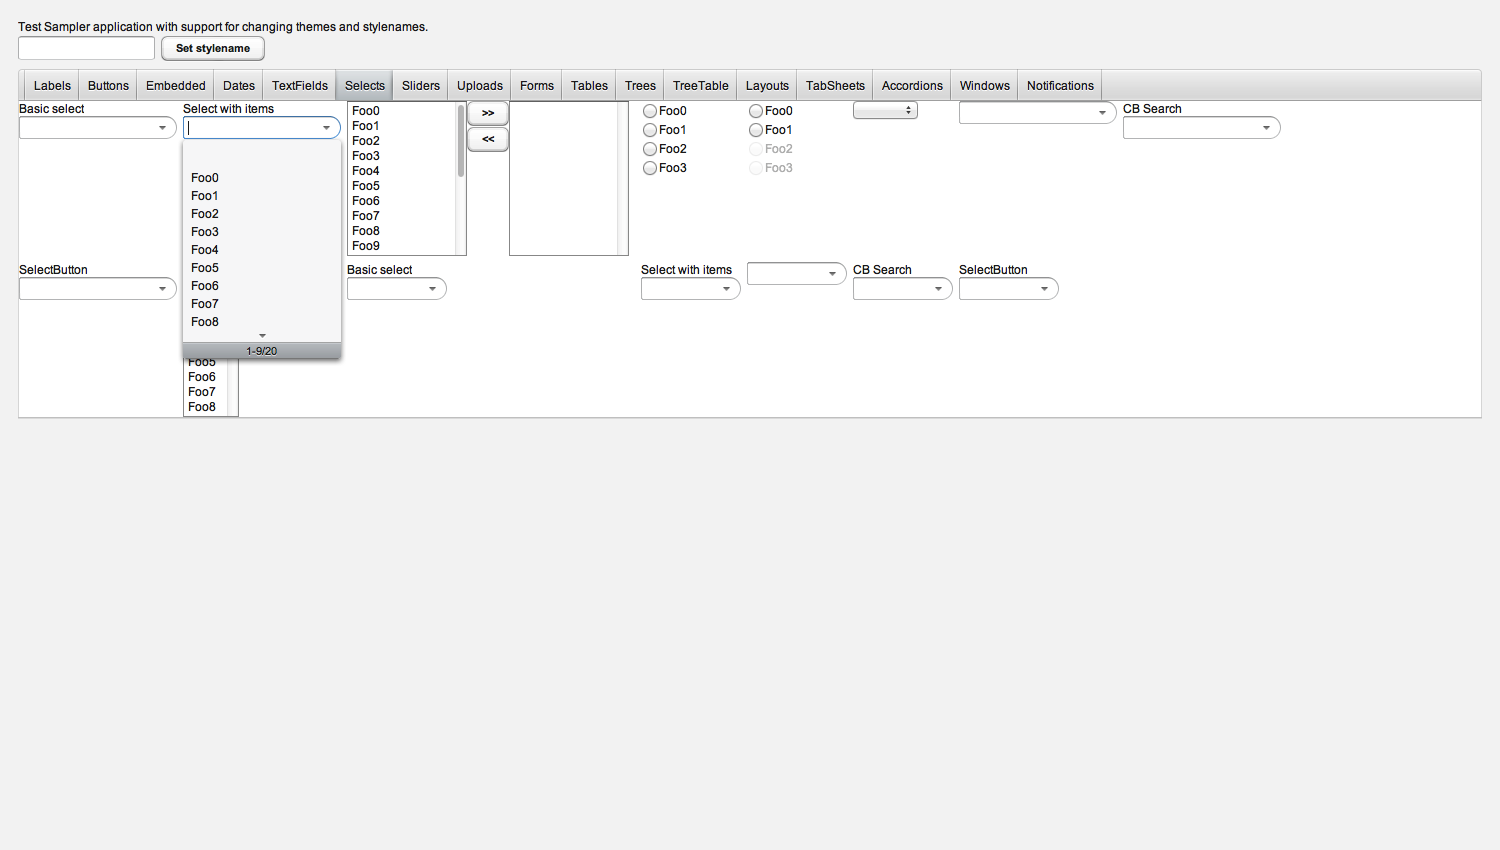 Test Sampler application with support for changing themes and stylenames.
Set stylename
Labels Buttons Embedded Dates TextFields Selects Sliders Uploads Forms Tables Trees TreeTable Layouts TabSheets Accordions Windows Notifications
Basic select
Select with items
Foo0
Foo1
Foo2
Foo3
Foo4
Foo5
Foo6
Foo7
Foo8
1-9/20
Foo0
Foo1
Foo2
Foo3
Foo4
Foo5
Foo6
Foo7
Foo8
Foo9
>>
<<
Foo0
Foo1
Foo2
Foo3
Foo0
Foo1
Foo2
Foo3
CB Search
SelectButton
Foo5
Foo6
Foo7
Foo8
Basic select
Select with items
CB Search
SelectButton